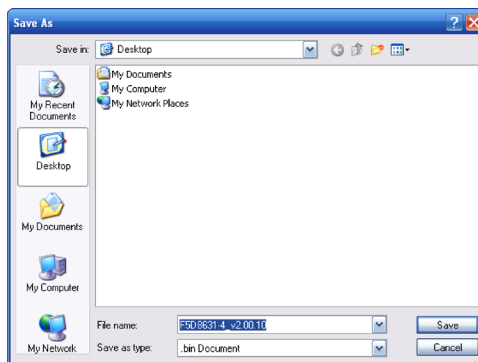 Save As
Save in:
Desktop
My Documents
My Computer
My Network Places
My Recent
Documents
Desktop
My Documents
My Computer
My Network
File name:
F5D8631-4_v2.00.10
Save
Save as type:
.bin Document
Cancel